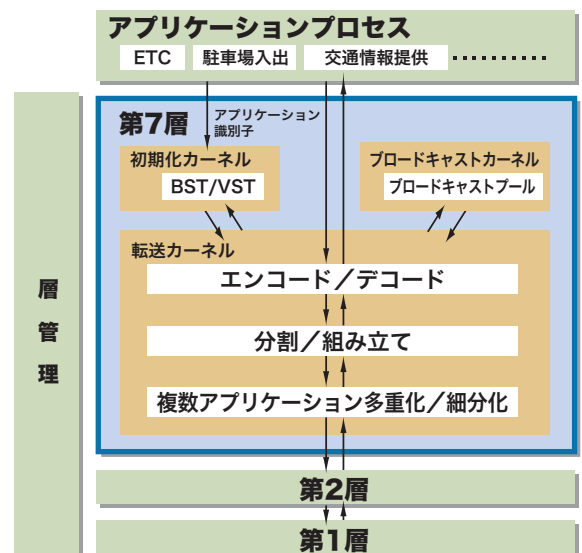 アプリケーションプロセス
ETC 駐車場入出 交通情報提供 ・・・・・・・・・・
第7層 アプリケーション
識別子
初期化カーネル
BST/VST
ブロードキャストカーネル
ブロードキャストプール
転送カーネル
エンコード／デコード
分割／組み立て
複数アプリケーション多重化／細分化
層管理
第2層
第1層